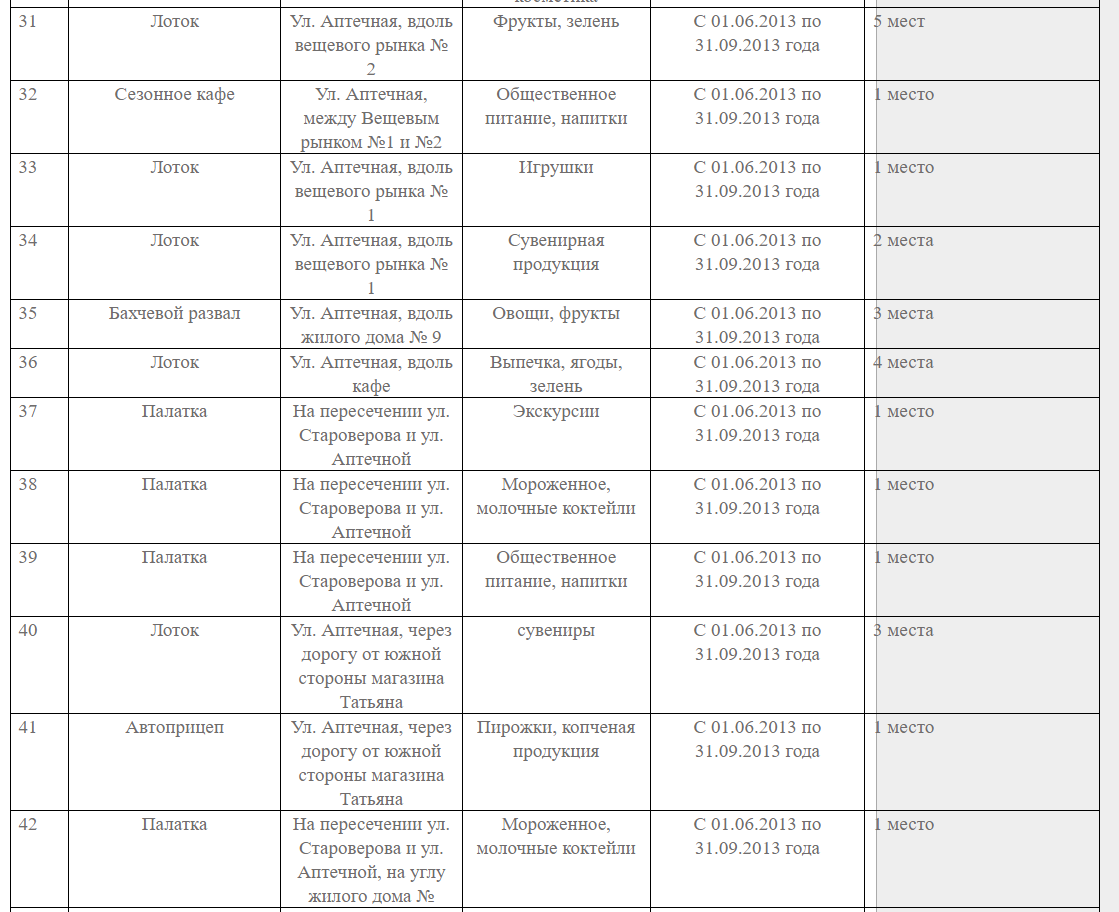 31 Лоток Ул. Аптечная, вдоль Фрукты, зелень С 01.06.2013 по 5 мест
вещевого рынка № 31.09.2013 года
2
32 Сезонное кафе Ул. Аптечная, Общественное С 01.06.2013 по 1 место
между Вещевым питание, напитки 31.09.2013 года
рынком №1 и №2
33 Лоток Ул. Аптечная, вдоль Игрушки С 01.06.2013 по 1 место
вещевого рынка № 31.09.2013 года
1
34 Лоток Ул. Аптечная, вдоль Сувенирная С 01.06.2013 по 2 места
вещевого рынка № продукция 31.09.2013 года
1
35 Бахчевой развал Ул. Аптечная, вдоль Овощи, фрукты С 01.06.2013 по 3 места
жилого дома № 9 31.09.2013 года
36 Лоток Ул. Аптечная, вдоль Выпечка, ягоды, С 01.06.2013 по 4 места
кафе зелень 31.09.2013 года
37 Палатка На пересечении ул. Экскурсии С 01.06.2013 по 1 место
Староверова и ул. 31.09.2013 года
Аптечной
38 Палатка На пересечении ул. Мороженное, С 01.06.2013 по 1 место
Староверова и ул. молочные коктейли 31.09.2013 года
Аптечной
39 Палатка На пересечении ул. Общественное С 01.06.2013 по 1 место
Староверова и ул. питание, напитки 31.09.2013 года
Аптечной
40 Лоток Ул. Аптечная, через сувениры С 01.06.2013 по 3 места
дорогу от южной 31.09.2013 года
стороны магазина
Татьяна
41 Автоприцеп Ул. Аптечная, через Пирожки, копченая С 01.06.2013 по 1 место
дорогу от южной продукция 31.09.2013 года
стороны магазина
Татьяна
42 Палатка На пересечении ул. Мороженное, С 01.06.2013 по 1 место
Староверова и ул. молочные коктейли 31.09.2013 года
Аптечной, на углу
жилого дома №